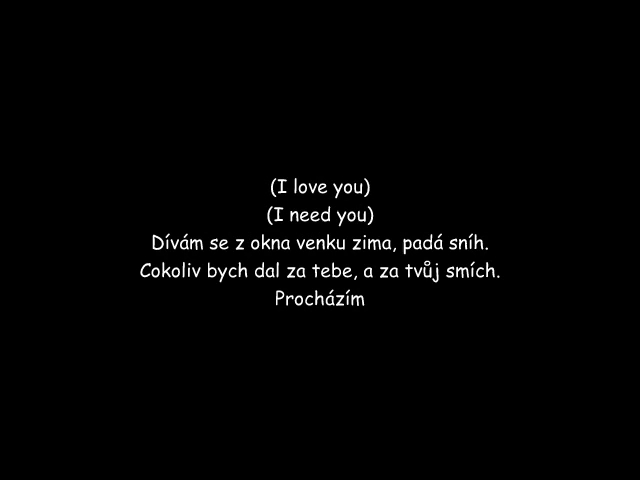 (I love you)
(I need you)
Dívám se z okna venku zima, padá sníh.
Cokoliv bych dal za tebe, a za tvůj smích.
Procházím